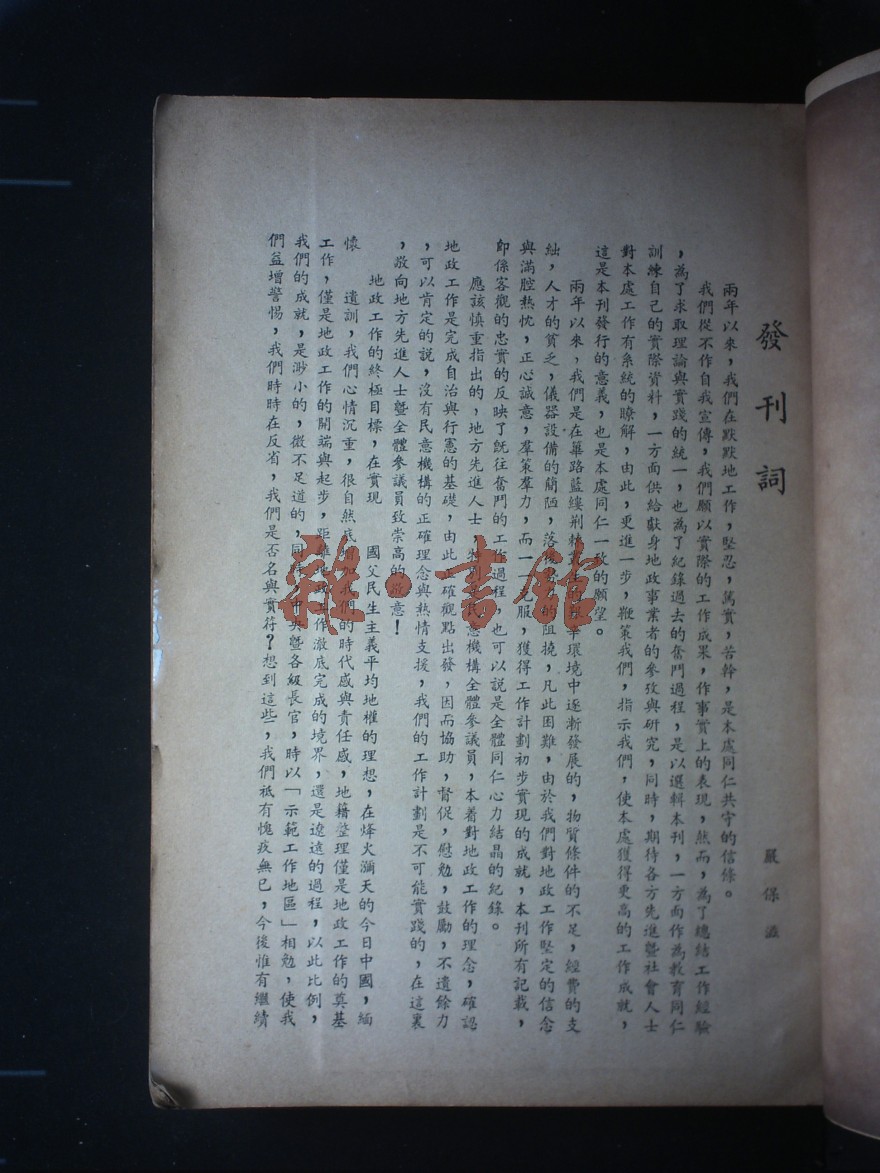 發刊詞
嚴保滋
兩年以來，我們在默默地工作，堅忍，篤實，苦幹，是本處同仁共守的信條。
我們從不作自我宣傳，我們願以實際的工作成果，作事實上的表現，然而，為了總結工作經驗
，為了求取理論與實踐的統一，也為了紀錄過去的奮鬥過程，是以選輯本刊，一方面作為教育同仁
訓練自己的實際資料，一方面供給獻身地政事業者的參攷與研究，同時，期待各方先進暨社會人士
對本處工作有系統的瞭解，由此，更進一步，鞭策我們，指示我們，使本處獲得更高的工作成就，
這是本刊發行的意義，也是本處同仁一致的願望。
兩年以來，我們是在蓽路藍縷荆棘環境中逐漸發展的，物質條件的不足，經費的支
絀，人才的貧乏，儀器設備的簡陋，落後的阻撓，凡此困難，由於我們對地政工作堅定的信念
與滿腔熱忱，正心誠意，羣策羣力，而一一服，獲得工作計劃初步實現的成就，本刊所有記載，
即係客觀的忠實的反映了既往奮鬥的工作過程，也可以說是全體同仁心力結晶的紀錄。
應該慎重指出的，地方先進人士意機構全體參議員，本着對地政工作的理念，確認
地政工作是完成自治與行憲的基礎，由此正確觀點出發，因而協助，督促，慰勉，鼓勵，不遺餘力
，可以肯定的說，沒有民意機構的正確理念與熱情支援，我們的工作計劃是不可能實踐的，在這裏
，敬向地方先進人士暨全體參議員致崇高的敬意！
地政工作的終極目標，在實現　國父民生主義平均地權的理想，在烽火瀰天的今日中國，緬
懷　遺訓，我們心情沉重，很自然底我們的時代感與責任感，地籍整理僅是地政工作的奠基
工作，僅是地政工作的開端與起步，距離地政工作澈底完成的境界，還是遼遠的過程，以此比例，
我們的成就，是渺小的，微不足道的，同時，中央暨各級長官，時以「示範工作地區」相勉，使我
們益增警惕，我們時時在反省，我們是否名與實符？想到這些，我們祇有愧疚無已，今後惟有繼續
雜·書館